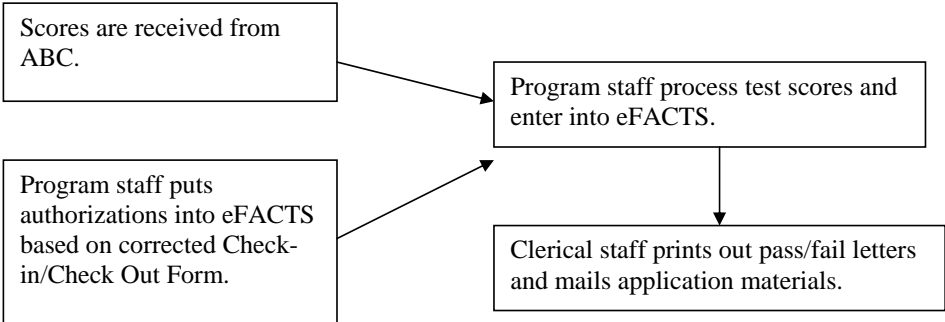 Scores are received from
ABC.
Program staff process test scores and
enter into eFACTS.
Program staff puts
authorizations into eFACTS
based on corrected Check-
in/Check Out Form.
Clerical staff prints out pass/fail letters
and mails application materials.